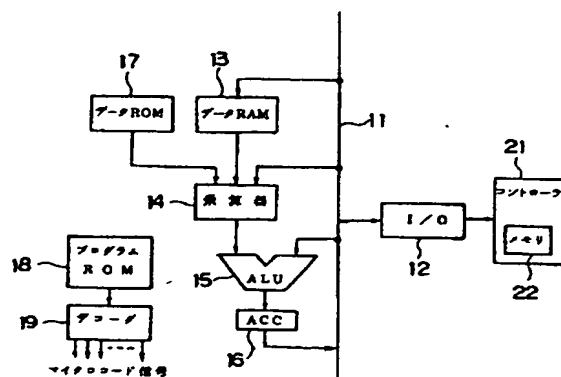 17
13
データROM
データRAM
11
21
コントローラ
14
乗算器
I/O
12
メモリ
22
18
プログラム
ROM
15
ALU
19
デコーダ
ACC
16
マイクロコード信号